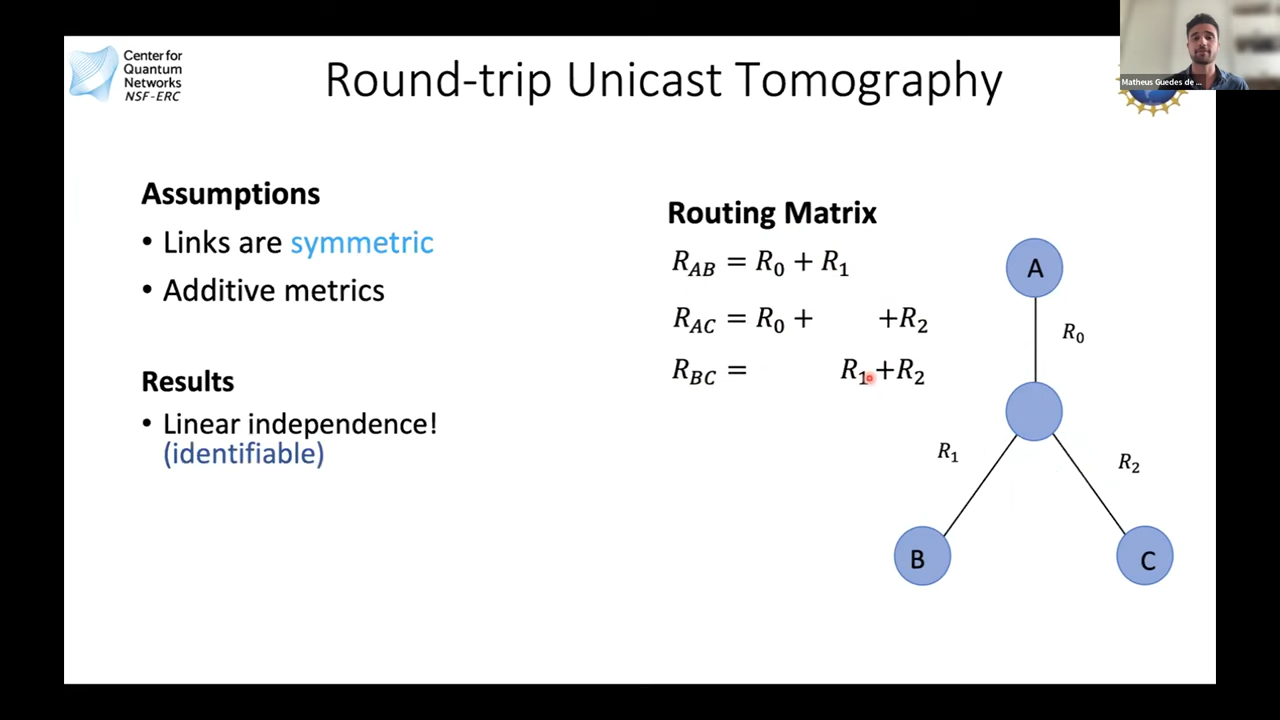 Center for
Quantum
Networks
NSF-ERC
Round-trip Unicast Tomography
Matheus Guedes de ...
Assumptions
• Links are symmetric
• Additive metrics
Results
• Linear independence!
(identifiable)
Routing Matrix
R_AB = R_0 + R_1
R_AC = R_0 + +R_2
R_BC = R_1+R_2
A
R_0
R_1
R_2
B
C